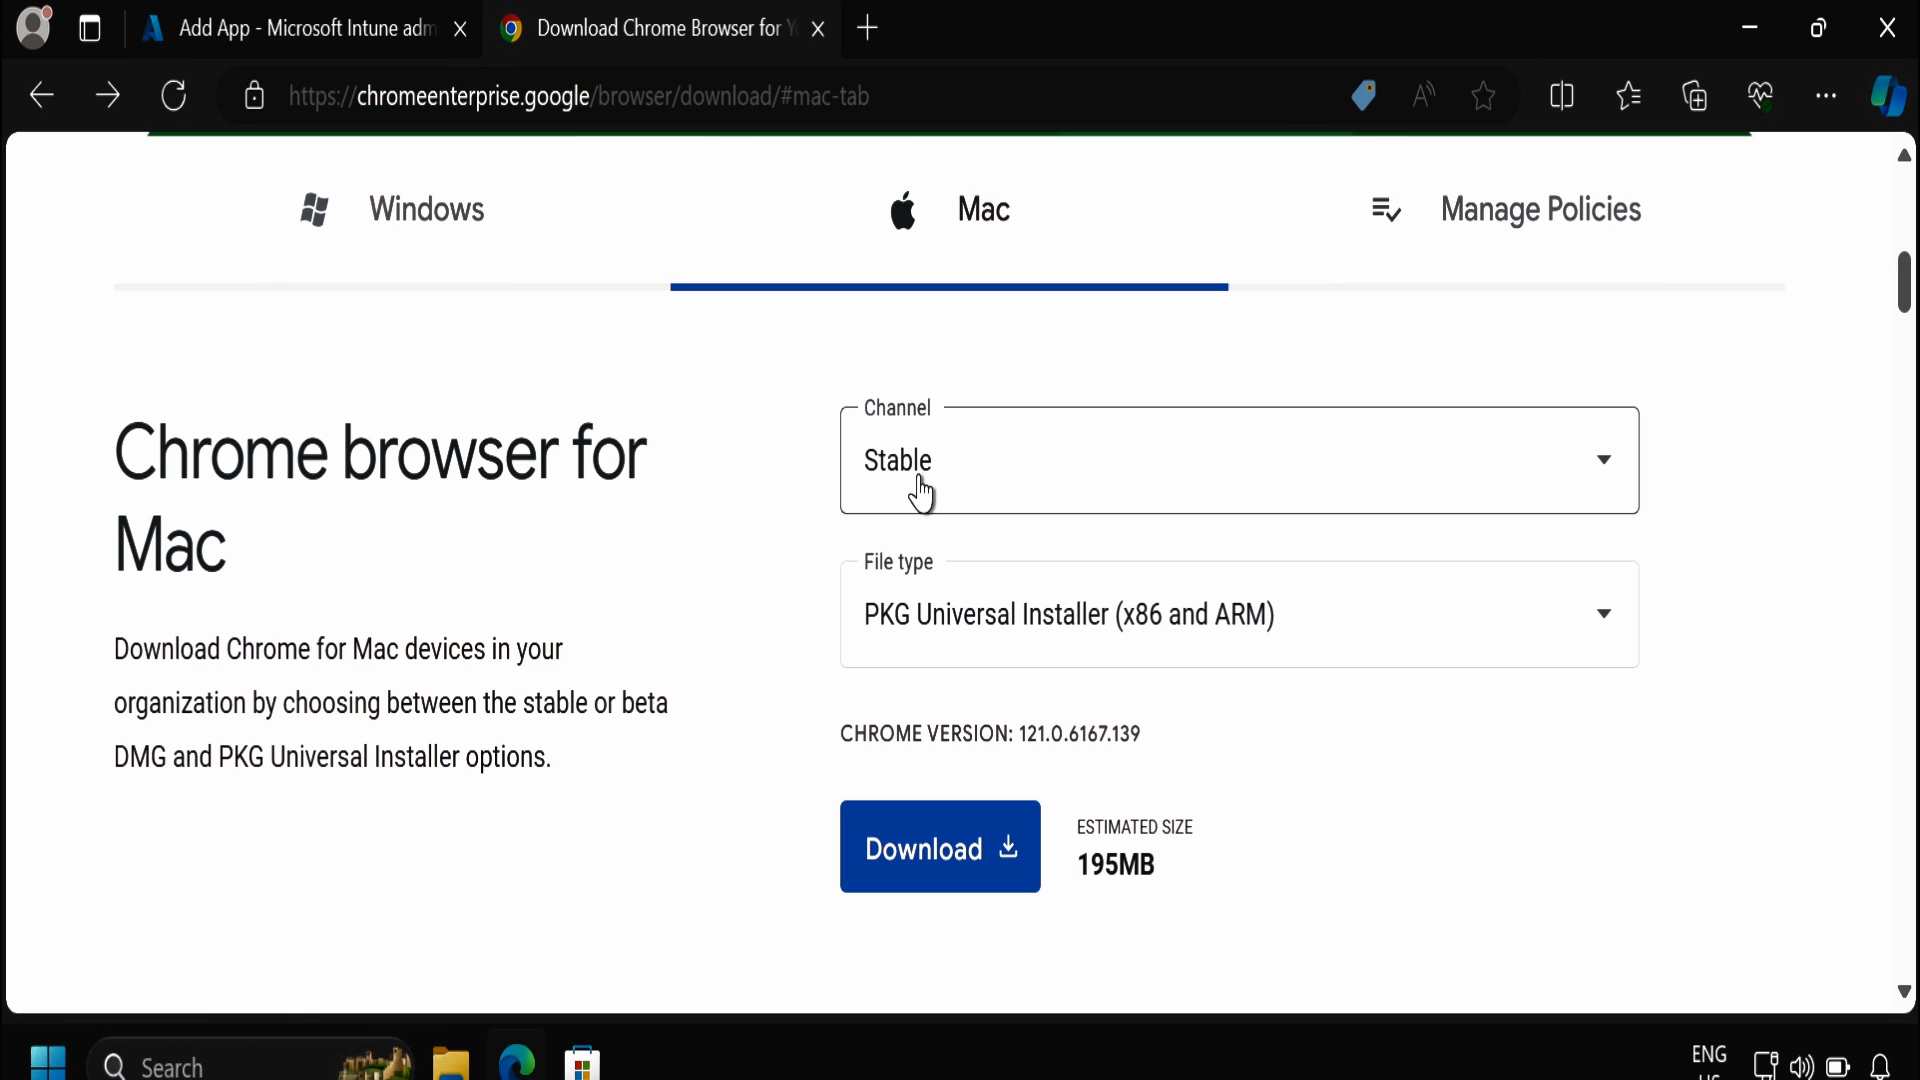 Add App - Microsoft Intune adm
Download Chrome Browser for Y
https://chromeenterprise.google/browser/download/#mac-tab
Windows
Mac
Manage Policies
Chrome browser for
Mac
Download Chrome for Mac devices in your
organization by choosing between the stable or beta
DMG and PKG Universal Installer options.
Channel
Stable
File type
PKG Universal Installer (x86 and ARM)
CHROME VERSION: 121.0.6167.139
Download
ESTIMATED SIZE
195MB
Search
ENG